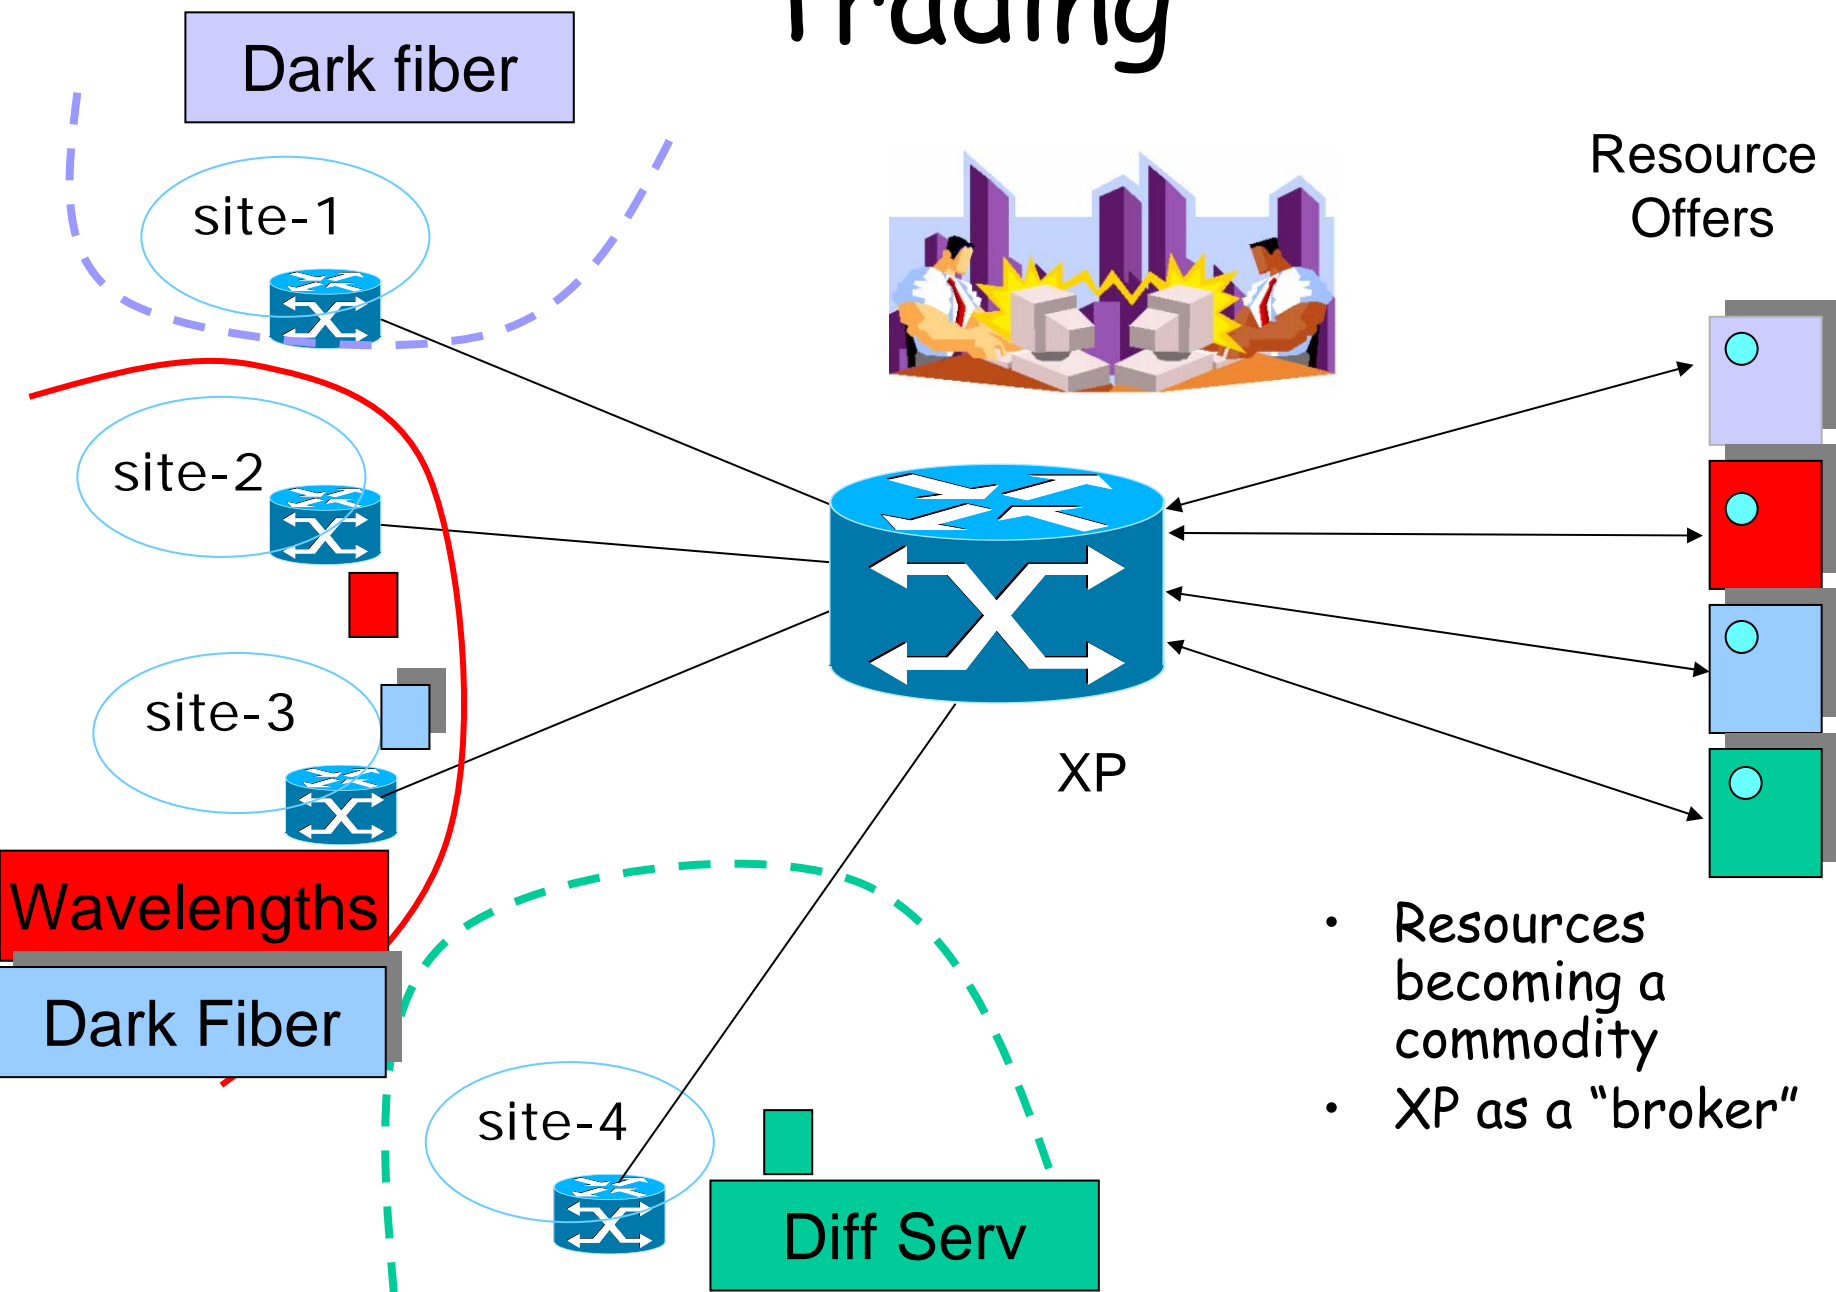 Trading
Dark fiber
Resource
Offers
site-1
site-2
site-3
XP
Wavelengths
Dark Fiber
site-4
Diff Serv
• Resources
becoming a
commodity
• XP as a “broker”